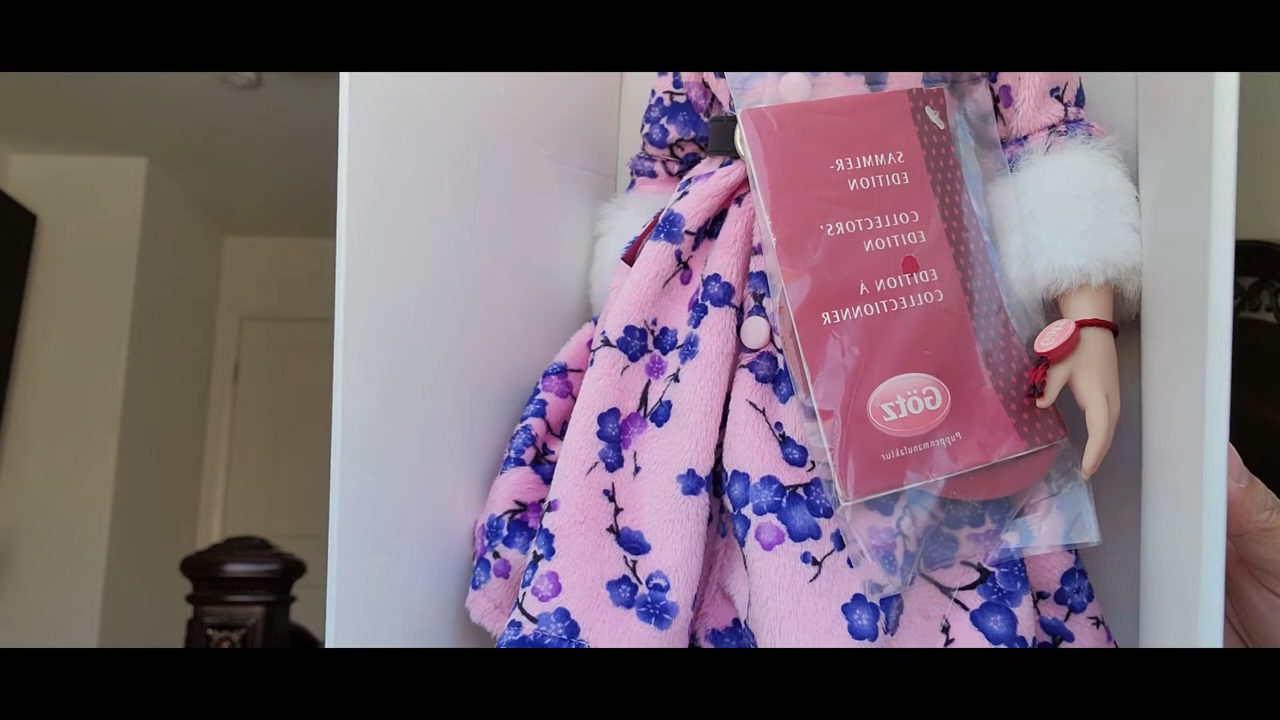 SAMMLER-
EDITION
COLLECTORS'
EDITION
EDITION À
COLLECTIONNER
Götz
Puppenmanufaktur